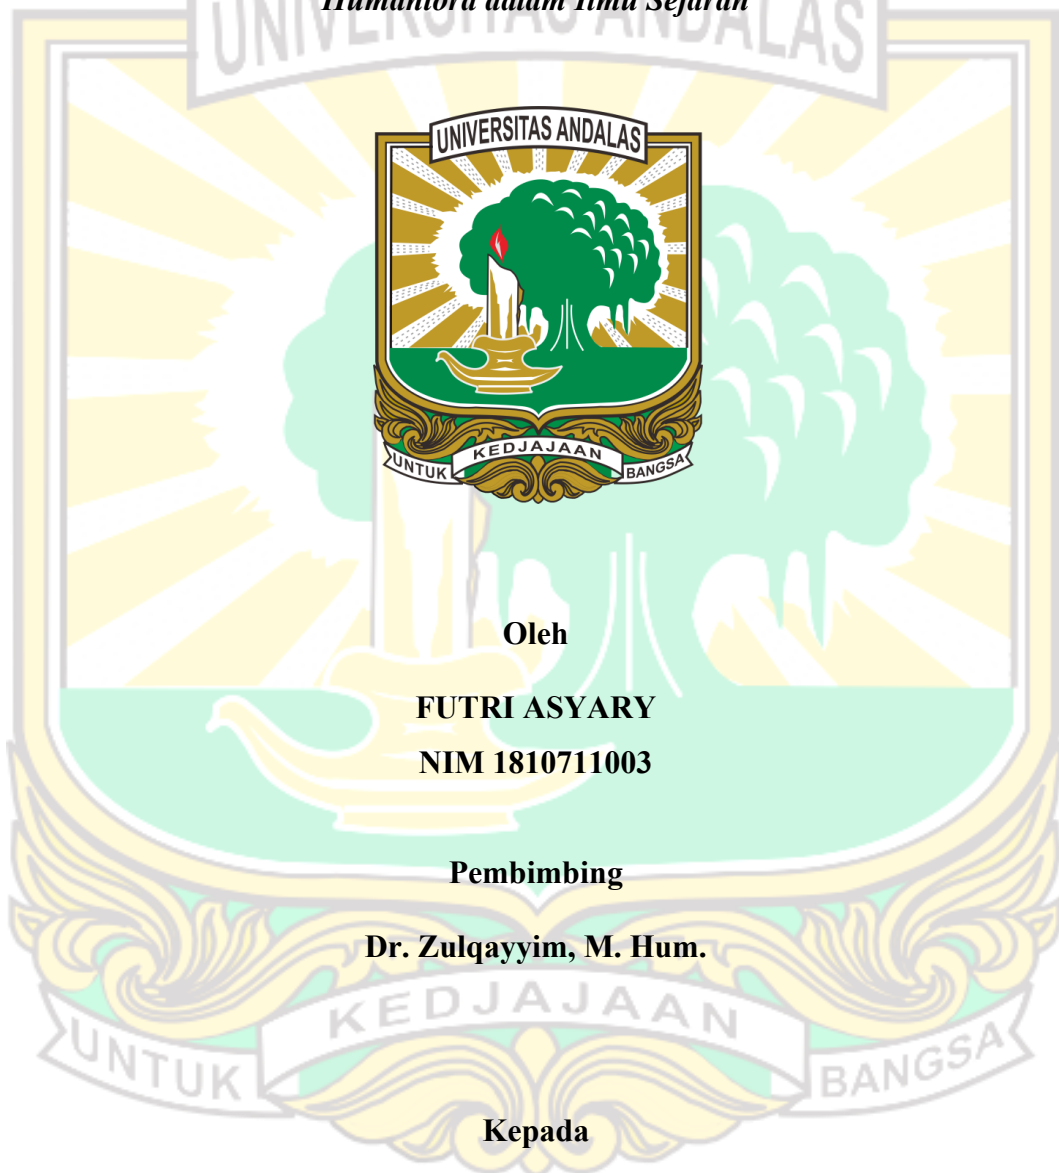 Humaniora dalam Ilmu Sejarah
UNIVERSITAS ANDALAS
UNIVERSITAS ANDALAS
UNTUK KEDJAJAAN BANGSA
Oleh
FUTRI ASYARY
NIM 1810711003
Pembimbing
Dr. Zulqayyim, M. Hum.
UNTUK KEDJAJAAN BANGSA
Kepada